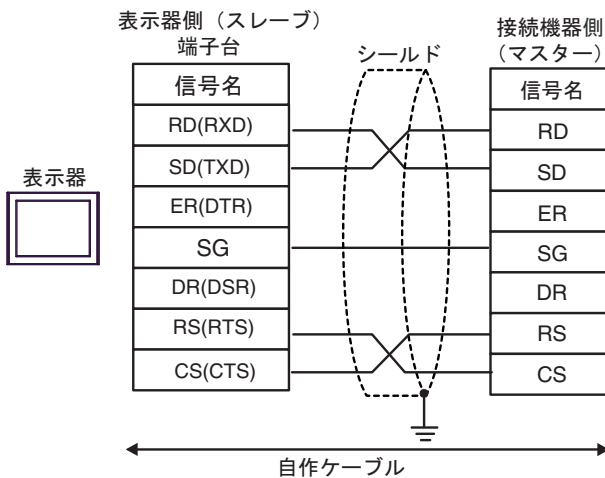 表示器側（スレーブ）
端子台
シールド
接続機器側
（マスター）
信号名
信号名
RD(RXD)
RD
SD(TXD)
SD
表示器
ER(DTR)
ER
SG
SG
DR(DSR)
DR
RS(RTS)
RS
CS(CTS)
CS
自作ケーブル